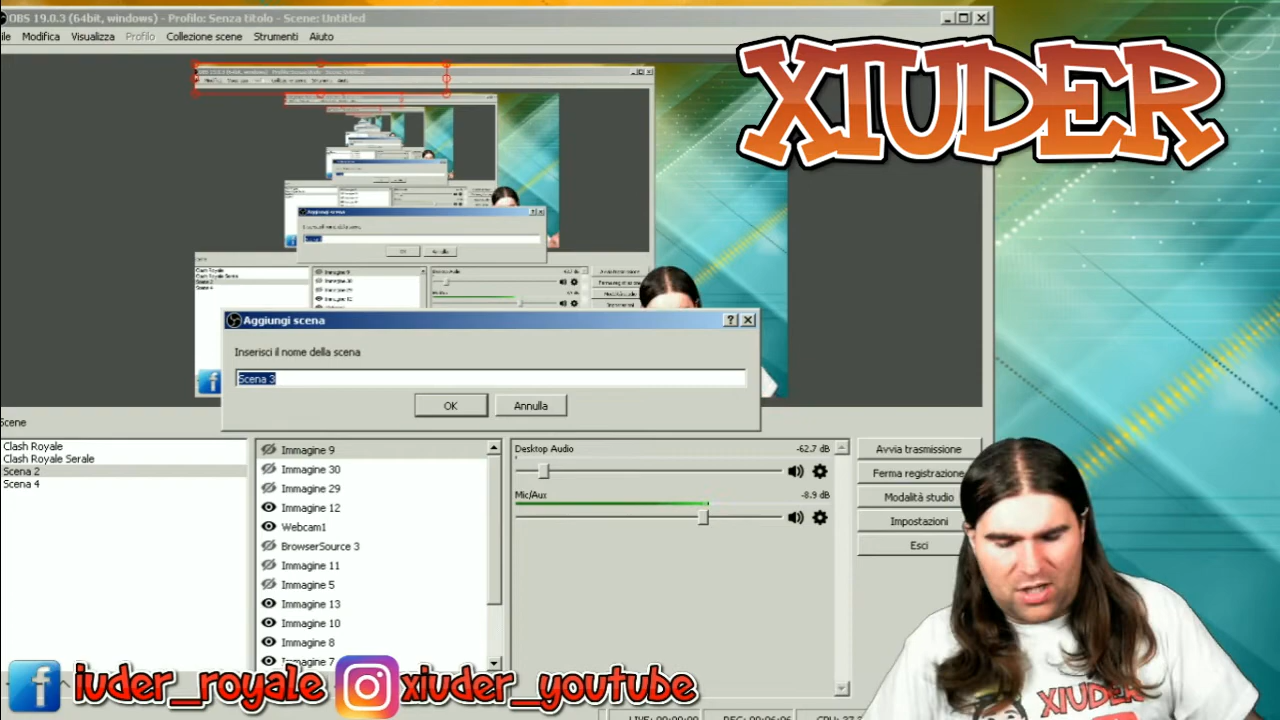 OBS 19.0.3 (64bit, windows) - Profilo: Senza titolo - Scene: Untitled
ile Modifica Visualizza Profilo Collezione scene Strumenti Aiuto
XIUDER
Aggiungi scena
Inserisci il nome della scena
Scena 3
OK Annulla
Scene
Clash Royale
Clash Royale Serale
Scena 2
Scena 4
Immagine 9
Immagine 30
Immagine 29
Immagine 12
Webcam1
BrowserSource 3
Immagine 11
Immagine 5
Immagine 13
Immagine 10
Immagine 8
Immagine 7
Desktop Audio -62.7 dB
Mic/Aux -8.9 dB
Avvia trasmissione
Ferma registrazione
Modalità studio
Impostazioni
Esci
iuder_royale xiuder_youtube
XIUDER